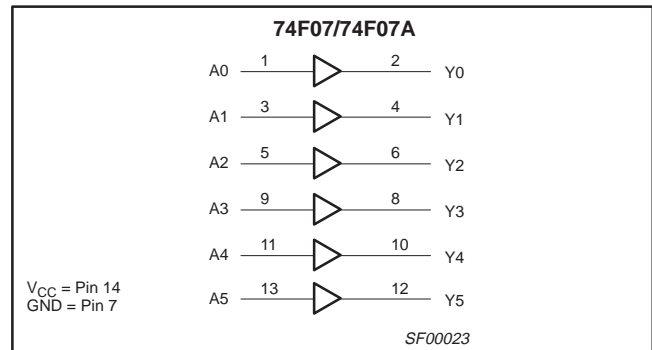 74F07/74F07A
A0 1 2 Y0
A1 3 4 Y1
A2 5 6 Y2
A3 9 8 Y3
A4 11 10 Y4
A5 13 12 Y5
VCC = Pin 14
GND = Pin 7
SF00023